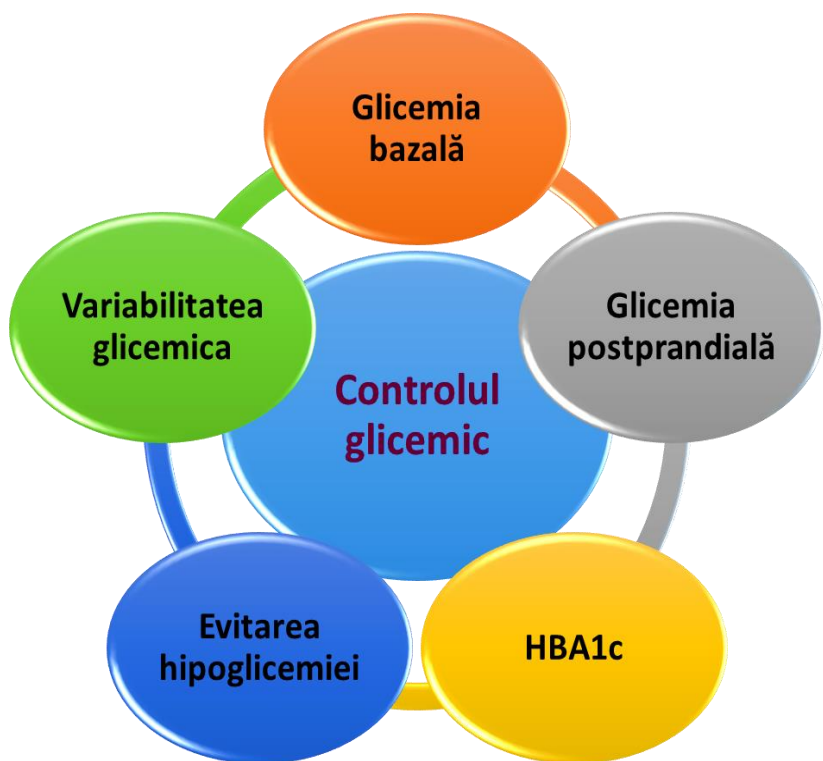 Glicemia
bazală
Glicemia
postprandială
HBA1c
Evitarea
hipoglicemiei
Variabilitatea
glicemica
Controlul
glicemic